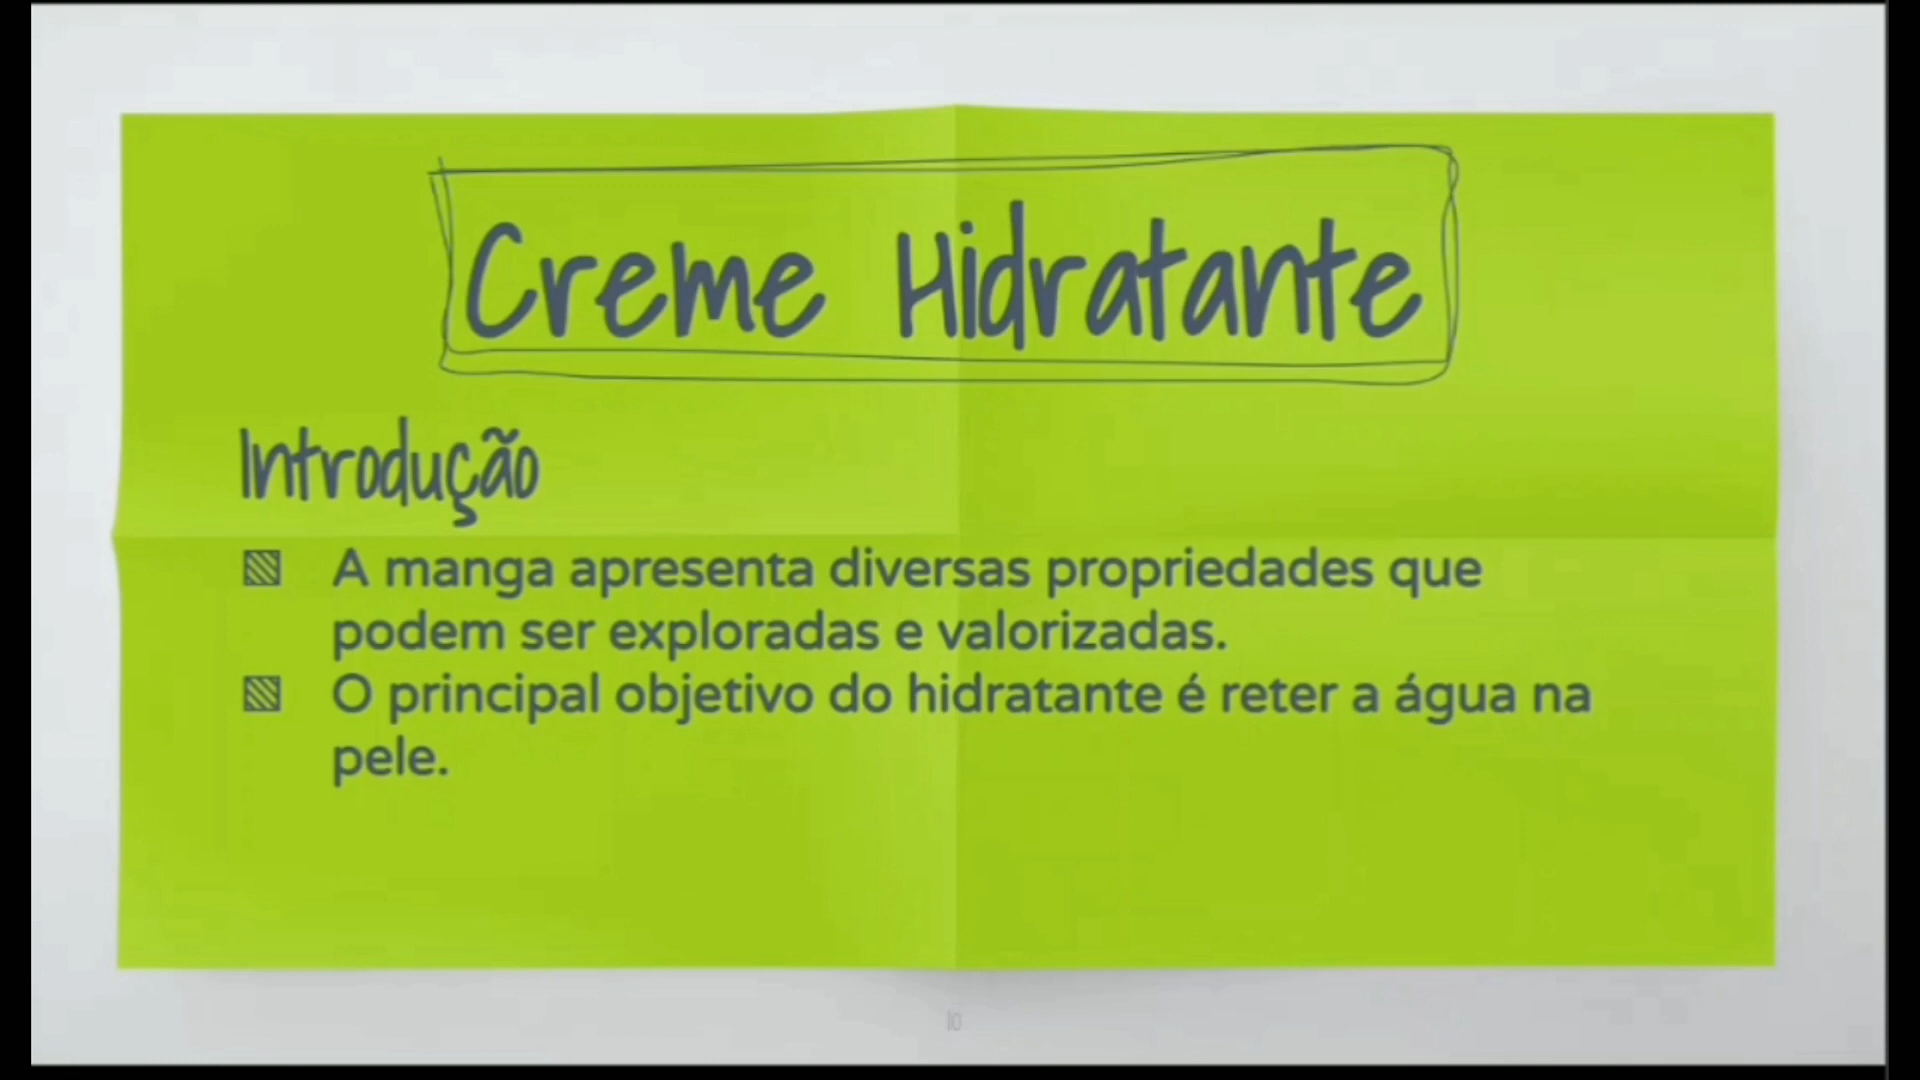 Creme Hidratante
Introdução
A manga apresenta diversas propriedades que
podem ser exploradas e valorizadas.
O principal objetivo do hidratante é reter a água na
pele.
10